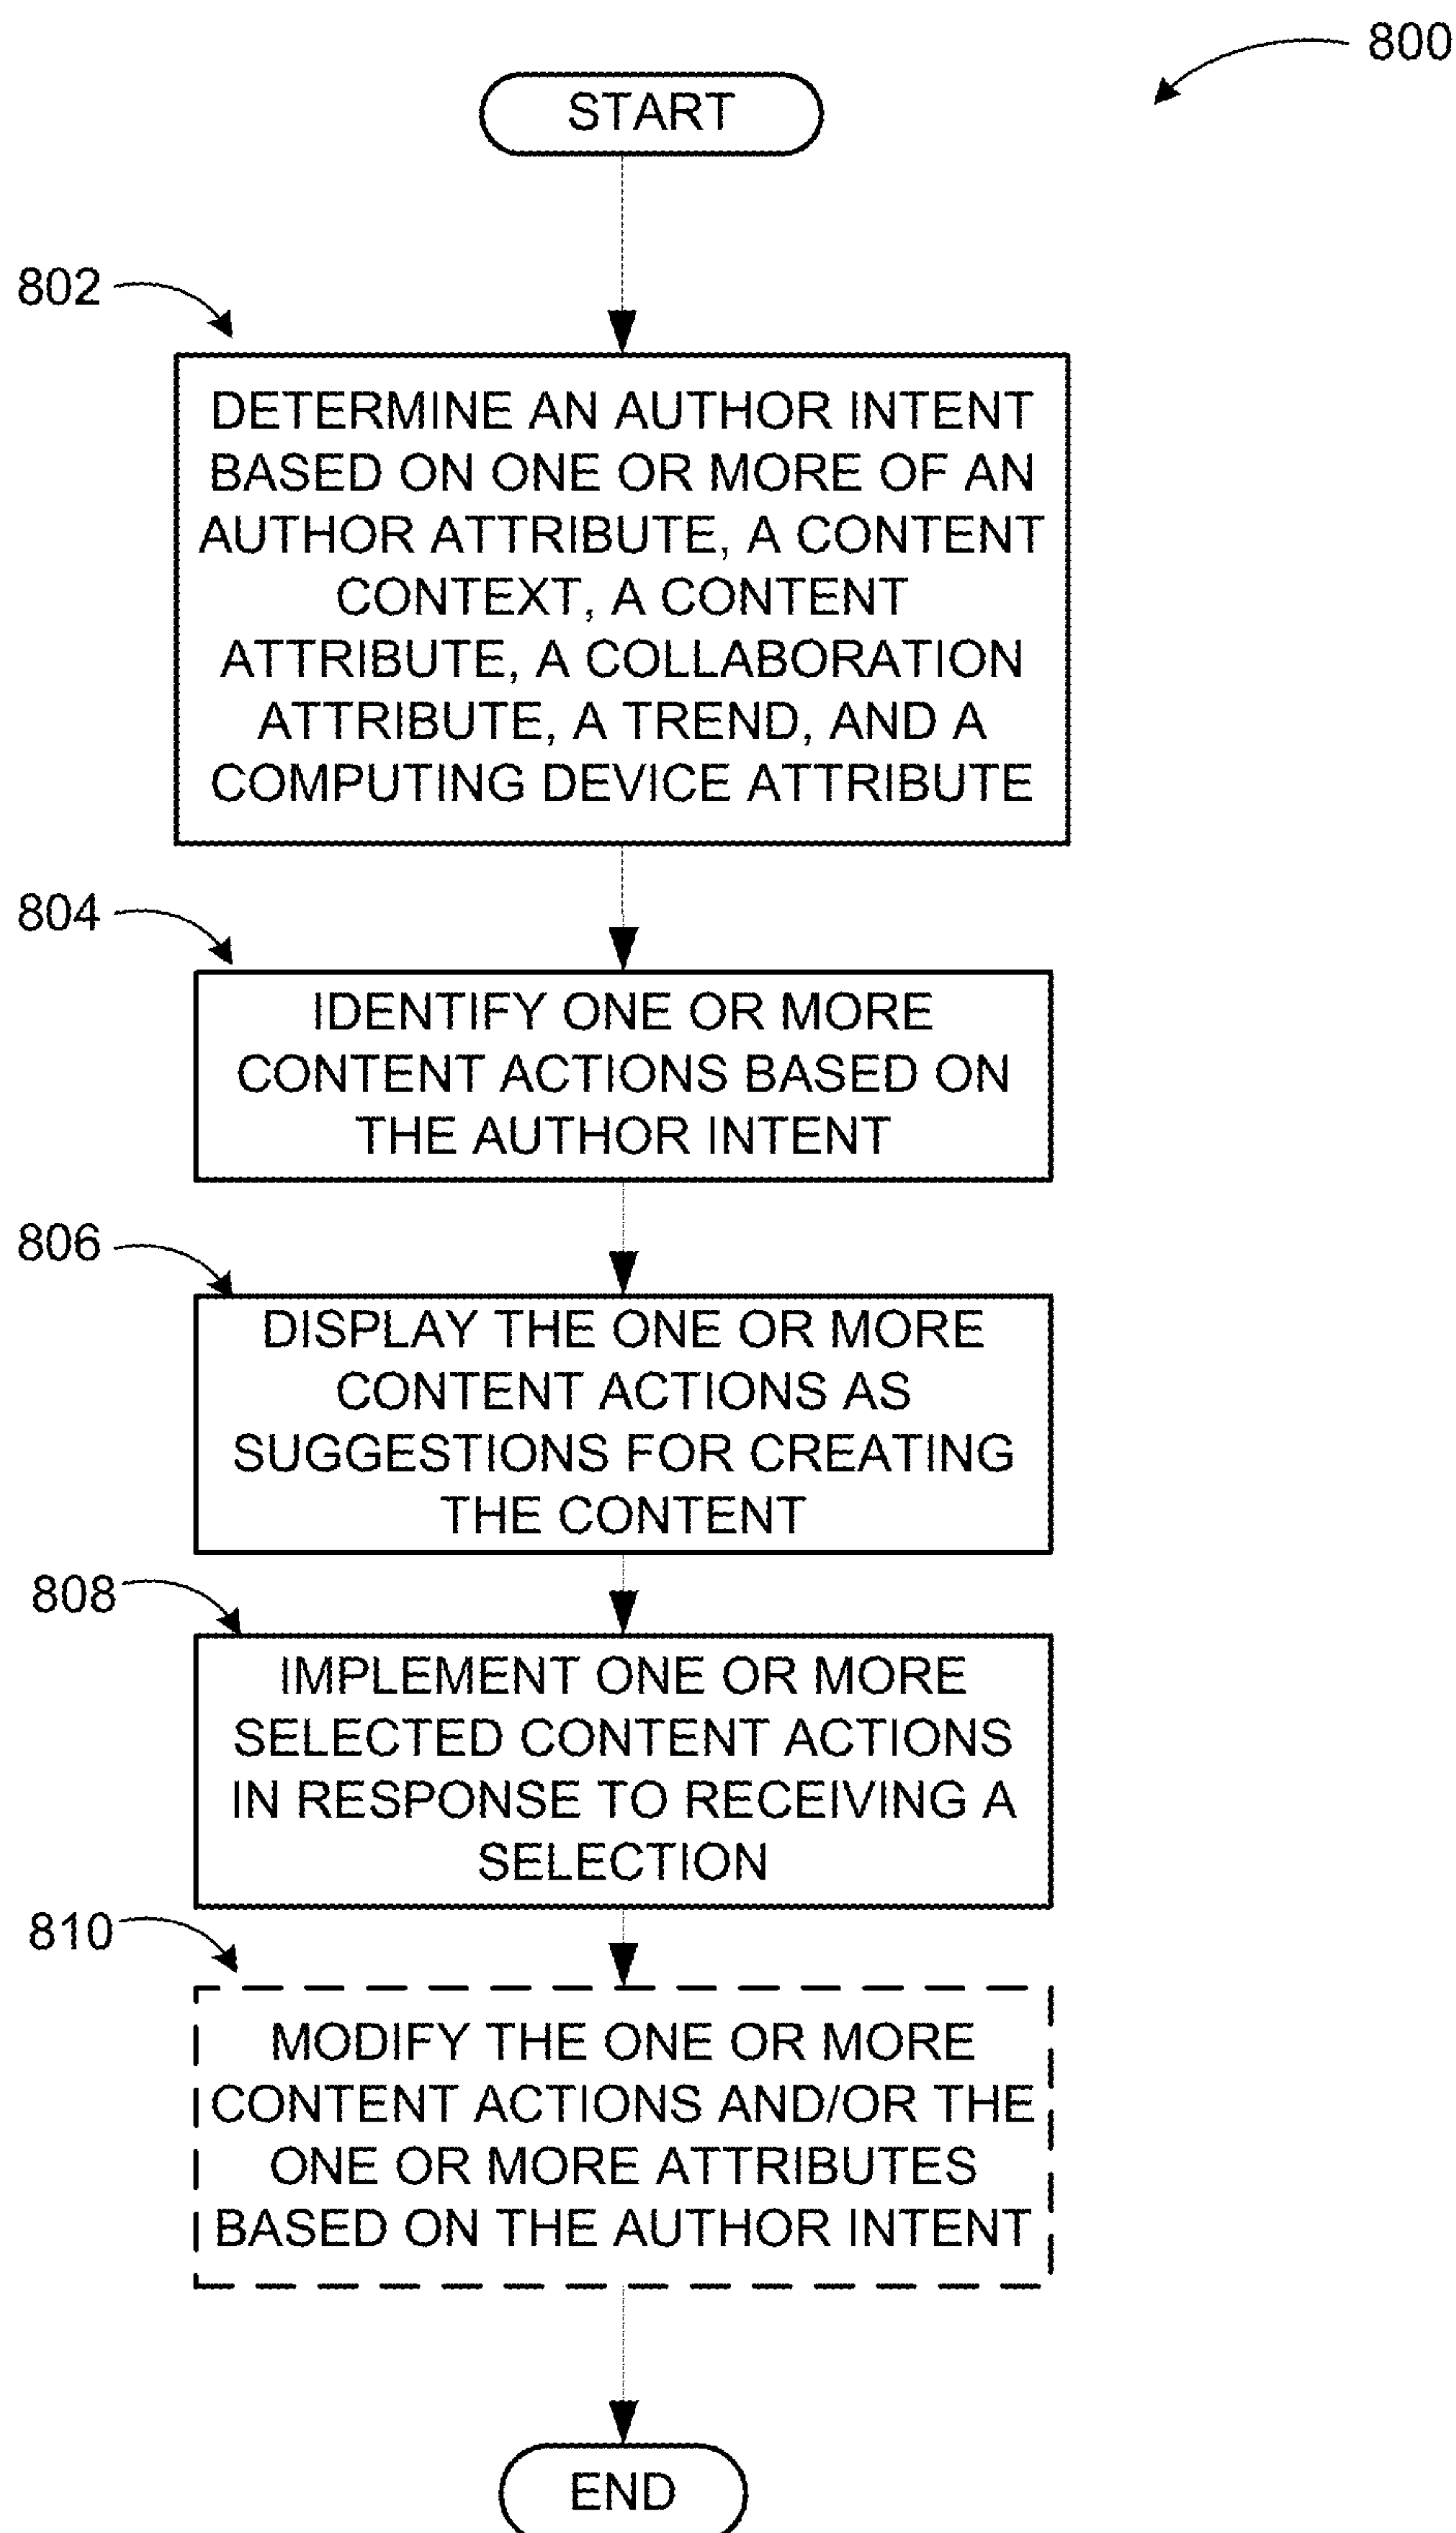 800
START
802
DETERMINE AN AUTHOR INTENT
BASED ON ONE OR MORE OF AN
AUTHOR ATTRIBUTE, A CONTENT
CONTEXT, A CONTENT
ATTRIBUTE, A COLLABORATION
ATTRIBUTE, A TREND, AND A
COMPUTING DEVICE ATTRIBUTE
804
IDENTIFY ONE OR MORE
CONTENT ACTIONS BASED ON
THE AUTHOR INTENT
806
DISPLAY THE ONE OR MORE
CONTENT ACTIONS AS
SUGGESTIONS FOR CREATING
THE CONTENT
808
IMPLEMENT ONE OR MORE
SELECTED CONTENT ACTIONS
IN RESPONSE TO RECEIVING A
SELECTION
810
MODIFY THE ONE OR MORE
CONTENT ACTIONS AND/OR THE
ONE OR MORE ATTRIBUTES
BASED ON THE AUTHOR INTENT
END